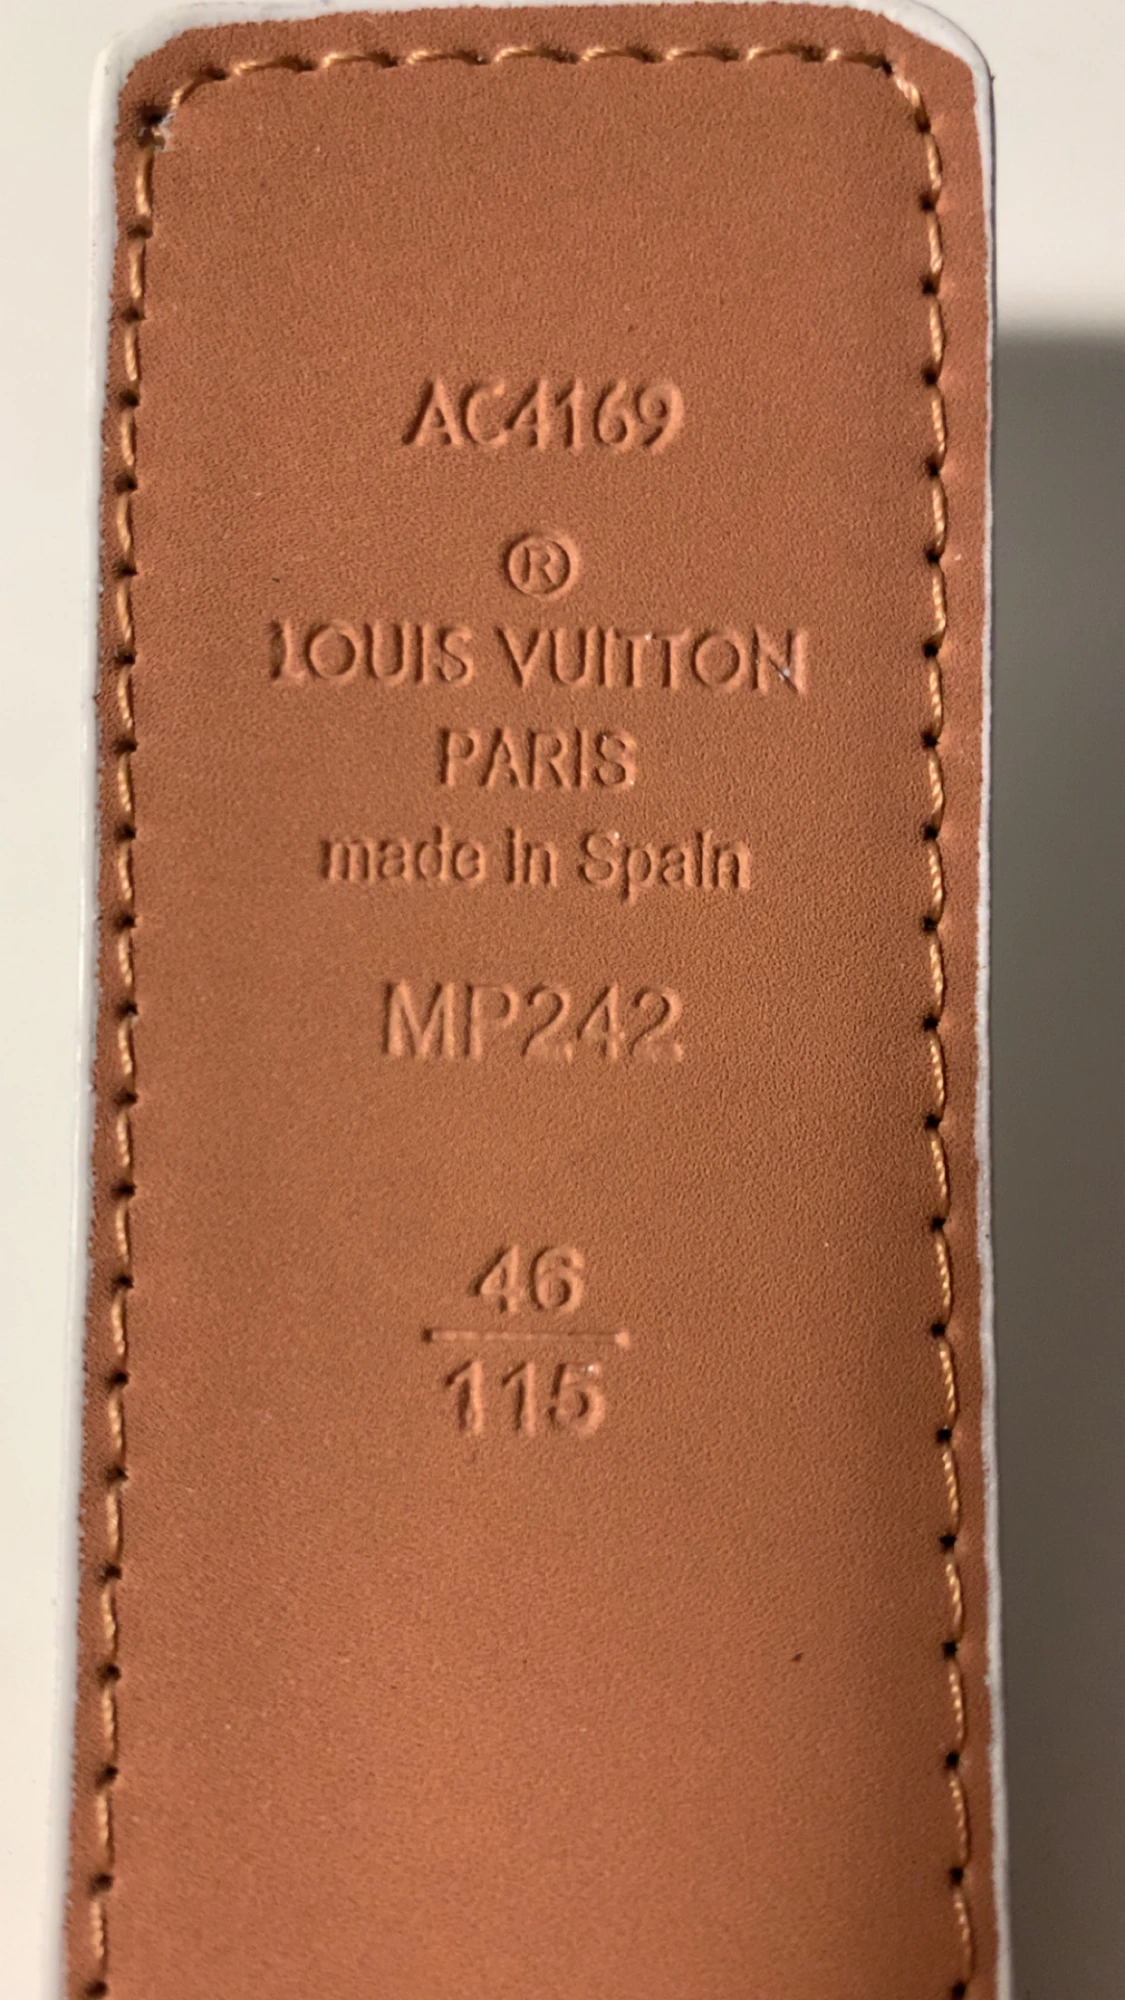 AC4169
®
LOUIS VUITTON
PARIS
made in Spain
MP242
46
115